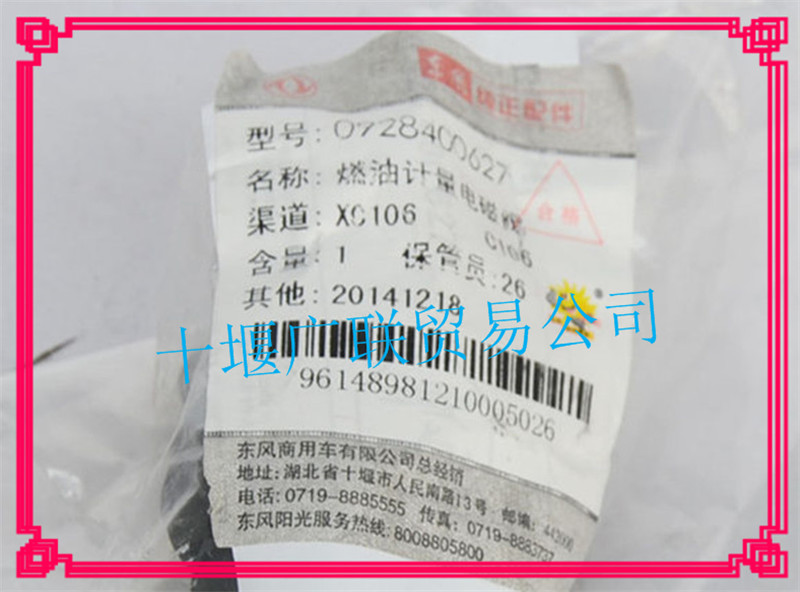 纯正配件
型号: 0928400627
名称: 燃油计量电磁阀
合格
渠道: XC106
C106
含量: 1 保管员: 26
其他: 20141218
十堰广联贸易公司
96148981210005026
东风商用车有限公司总经销
地址: 湖北省十堰市人民南路13号 邮编:
电话: 0719-8885555 传真: 0719-8883737
东风阳光服务热线: 8008805800